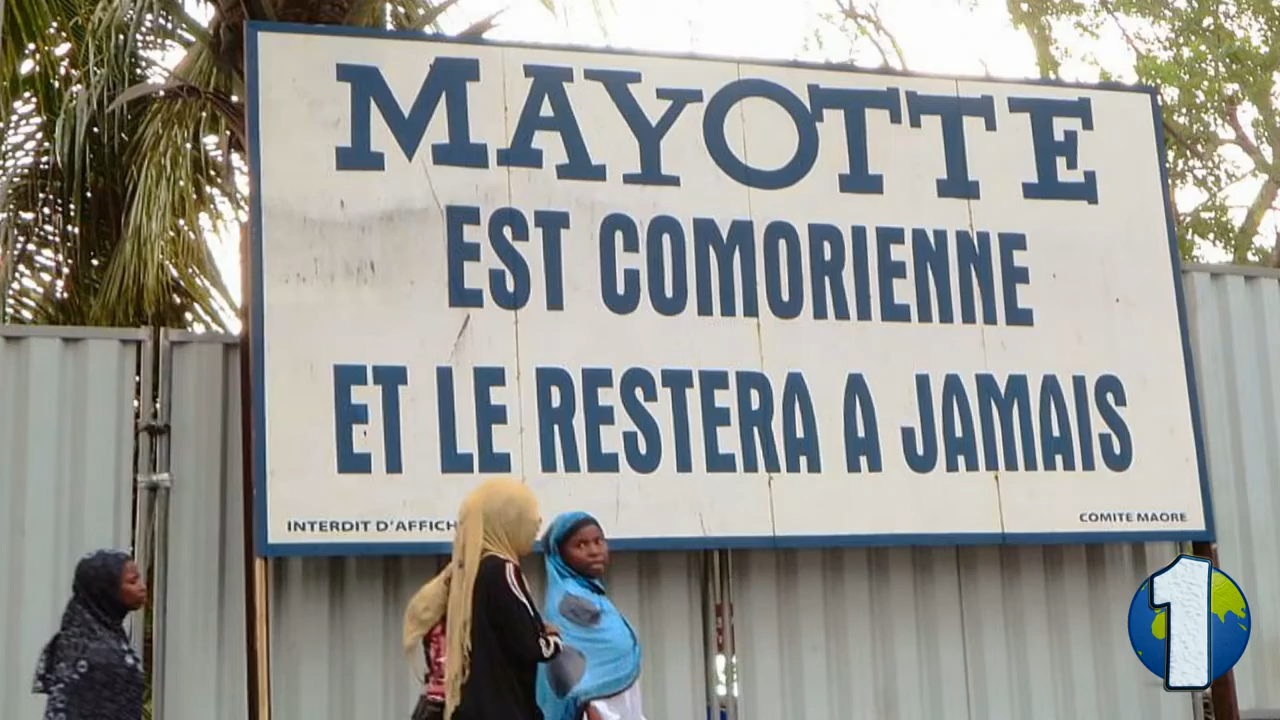 MAYOTTE
EST COMORIENNE
ET LE RESTERA A JAMAIS
INTERDIT D'AFFICH
COMITE MAORE
1